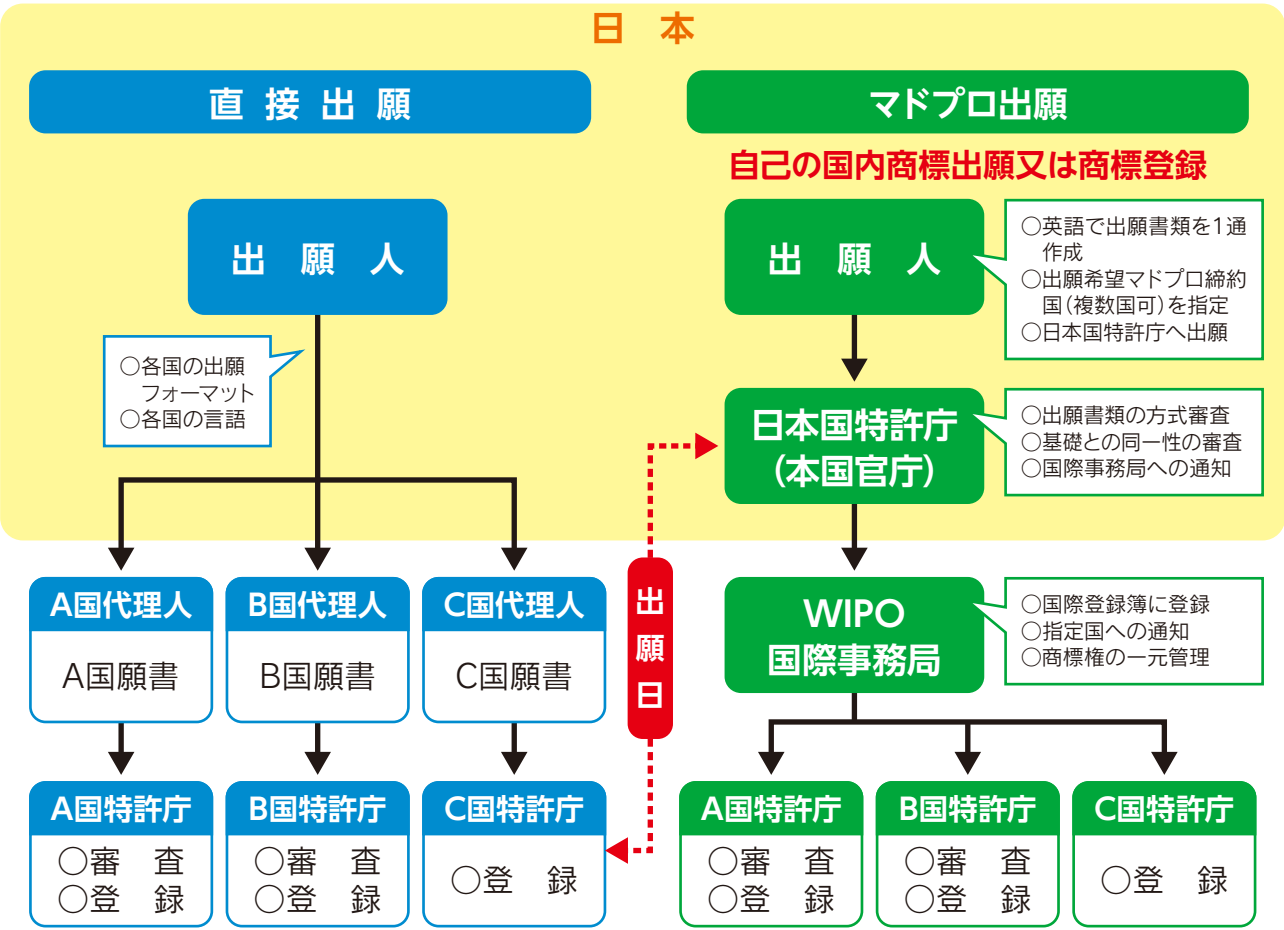 日 本
直 接 出 願
出 願 人
○各国の出願
フォーマット
○各国の言語
A国代理人
A国願書
B国代理人
B国願書
C国代理人
C国願書
A国特許庁
○審 査
○登 録
B国特許庁
○審 査
○登 録
C国特許庁
○登 録
出願日
マドプロ出願
自己の国内商標出願又は商標登録
出 願 人
○英語で出願書類を1通
作成
○出願希望マドプロ締約
国(複数国可)を指定
○日本国特許庁へ出願
日本国特許庁
(本国官庁)
○出願書類の方式審査
○基礎との同一性の審査
○国際事務局への通知
WIPO
国際事務局
○国際登録簿に登録
○指定国への通知
○商標権の一元管理
A国特許庁
○審 査
○登 録
B国特許庁
○審 査
○登 録
C国特許庁
○登 録